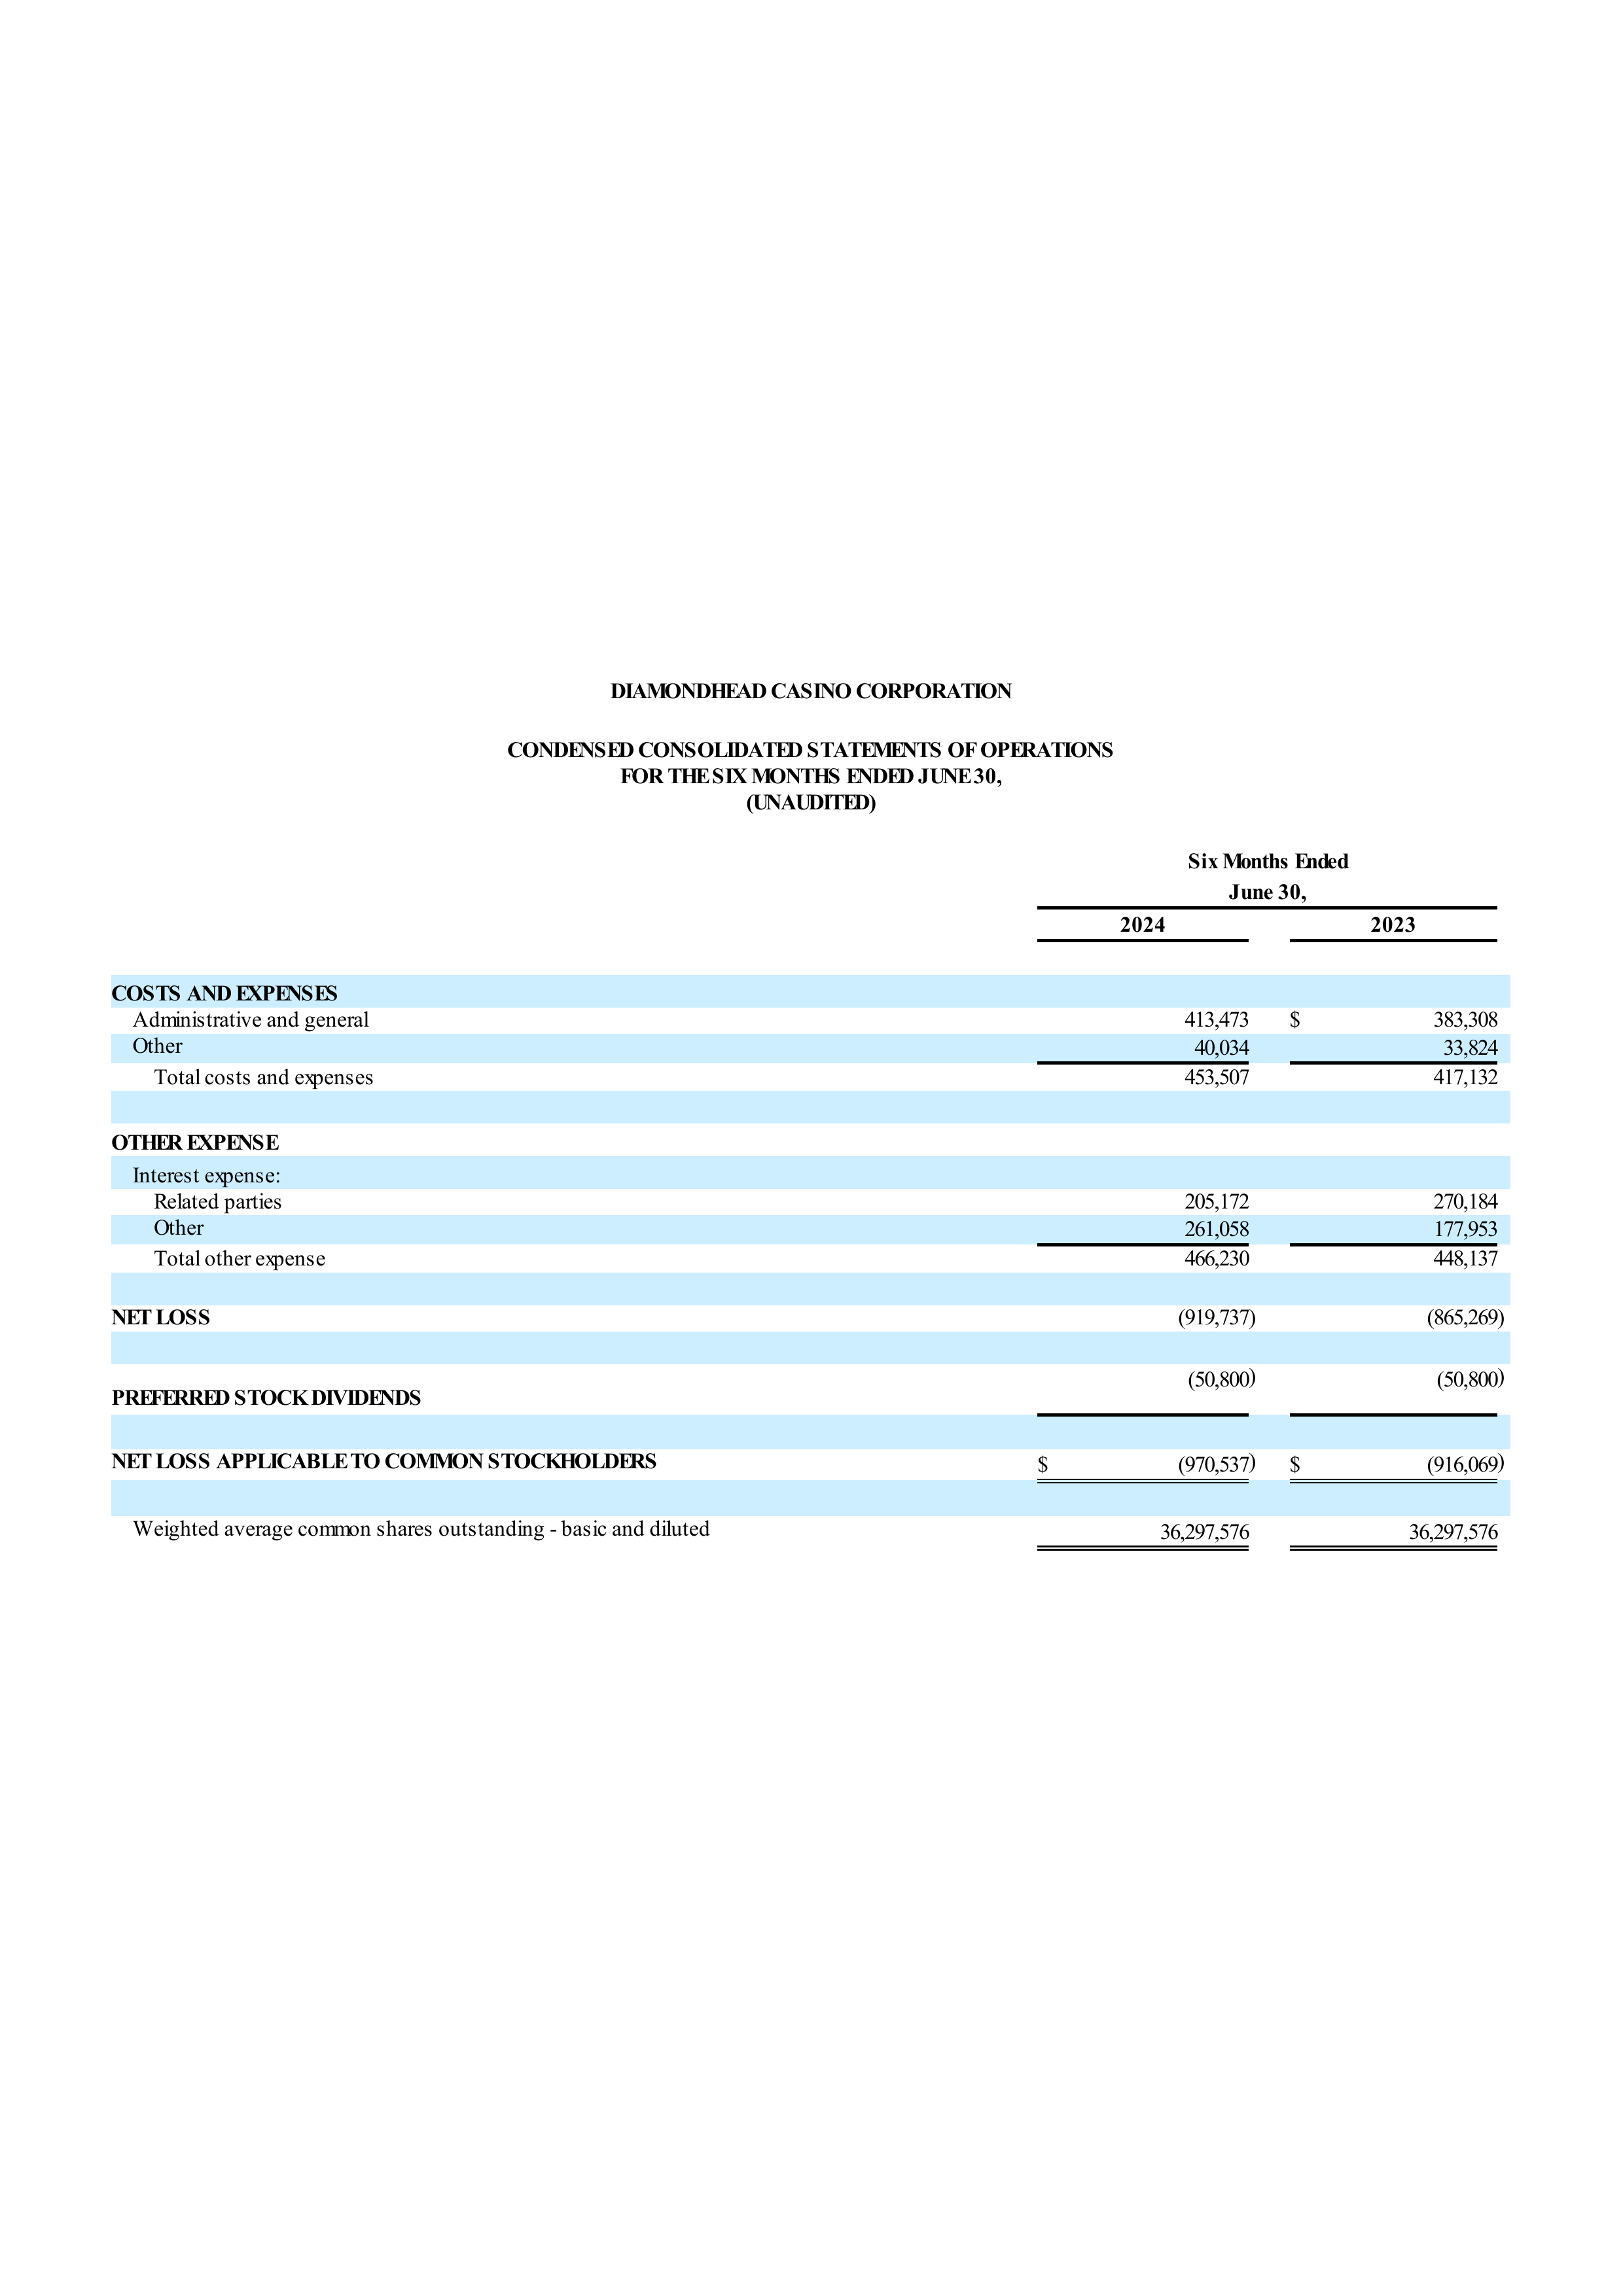 DIAMONDHEAD CASINO CORPORATION
CONDENSED CONSOLIDATED STATEMENTS OF OPERATIONS
FOR THE SIX MONTHS ENDED JUNE 30,
(UNAUDITED)
Six Months Ended
June 30,
2024 2023
COSTS AND EXPENSES
Administrative and general 413,473 $ 383,308
Other 40,034 33,824
Total costs and expenses 453,507 417,132
OTHER EXPENSE
Interest expense:
Related parties 205,172 270,184
Other 261,058 177,953
Total other expense 466,230 448,137
NET LOSS (919,737) (865,269)
PREFERRED STOCK DIVIDENDS (50,800) (50,800)
NET LOSS APPLICABLE TO COMMON STOCKHOLDERS $ (970,537) $ (916,069)
Weighted average common shares outstanding - basic and diluted 36,297,576 36,297,576